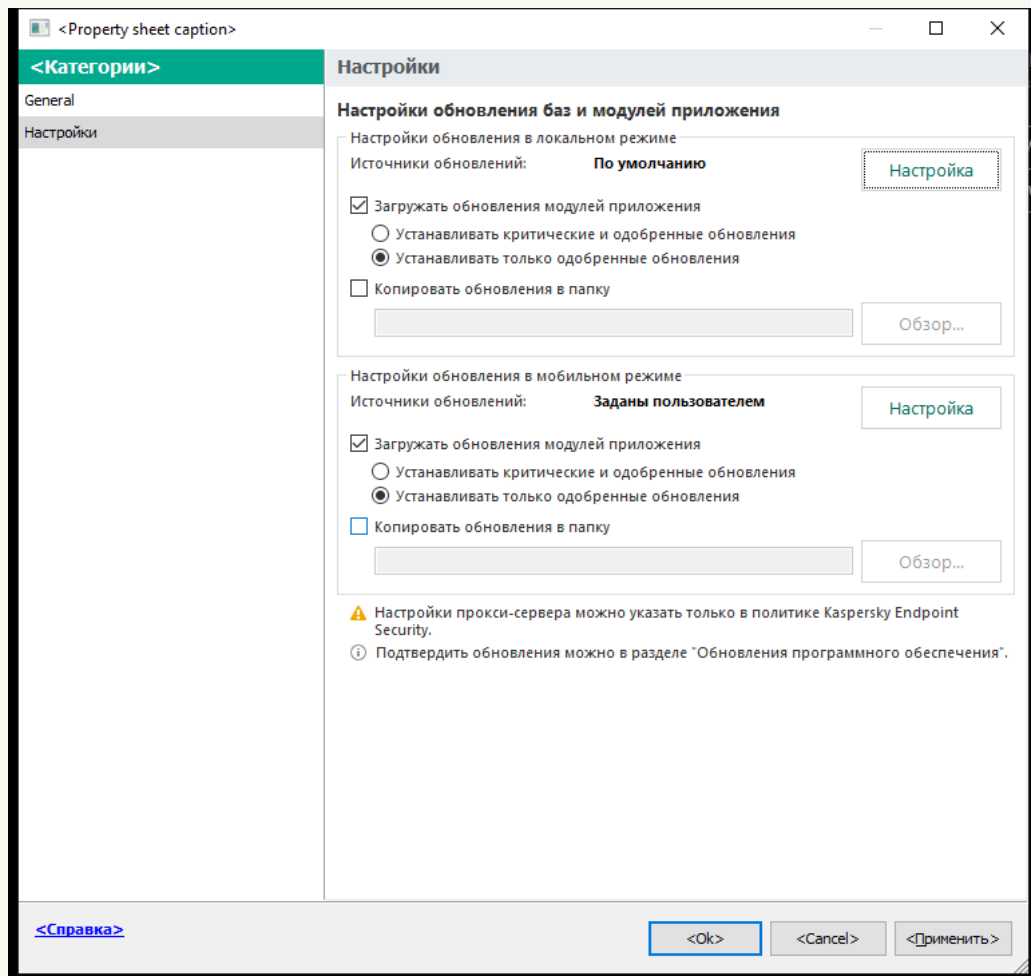 <Property sheet caption>
<Категории>
General
Настройки
Настройки
Настройки обновления баз и модулей приложения
Настройки обновления в локальном режиме
Источники обновлений: По умолчанию
Настройка
Загружать обновления модулей приложения
Устанавливать критические и одобренные обновления
Устанавливать только одобренные обновления
Копировать обновления в папку
Обзор...
Настройки обновления в мобильном режиме
Источники обновлений: Заданы пользователем
Настройка
Загружать обновления модулей приложения
Устанавливать критические и одобренные обновления
Устанавливать только одобренные обновления
Копировать обновления в папку
Обзор...
Настройки прокси-сервера можно указать только в политике Kaspersky Endpoint
Security.
Подтвердить обновления можно в разделе "Обновления программного обеспечения".
<Справка>
<Ok> <Cancel> <Применить>